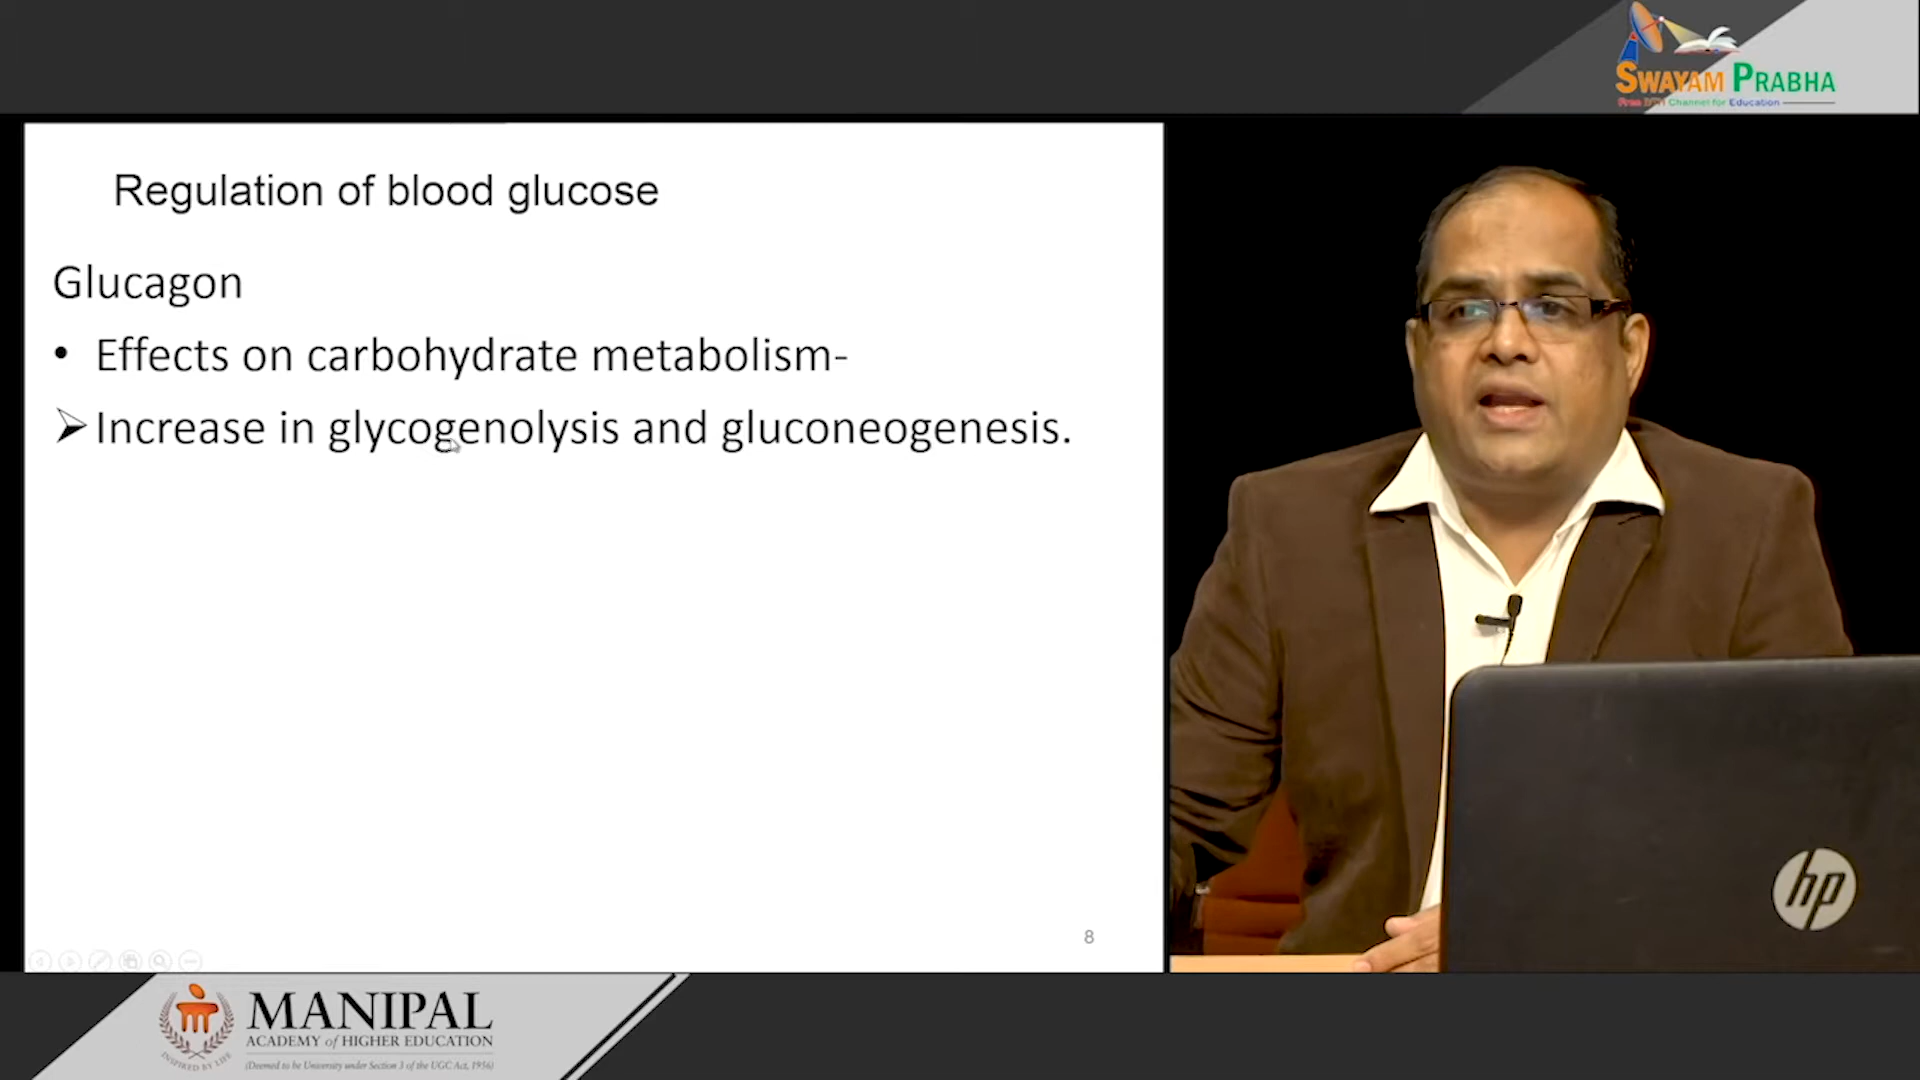 SWAYAM PRABHA
Free DTH Channel for Education
Regulation of blood glucose
Glucagon
• Effects on carbohydrate metabolism-
➢ Increase in glycogenolysis and gluconeogenesis.
8
hp
MANIPAL
ACADEMY of HIGHER EDUCATION
(Deemed to be University under Section 3 of the UGC Act, 1956)
INSPIRED BY LIFE